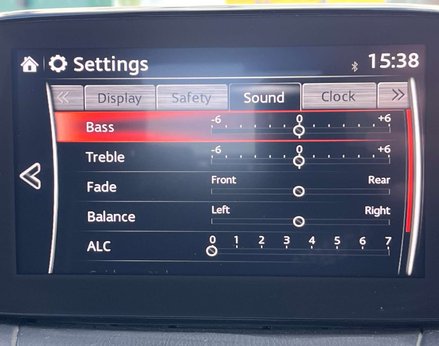 Settings 15:38
Display Safety Sound Clock
Bass -6 0 +6
Treble -6 0 +6
Fade Front Rear
Balance Left Right
ALC 0 1 2 3 4 5 6 7